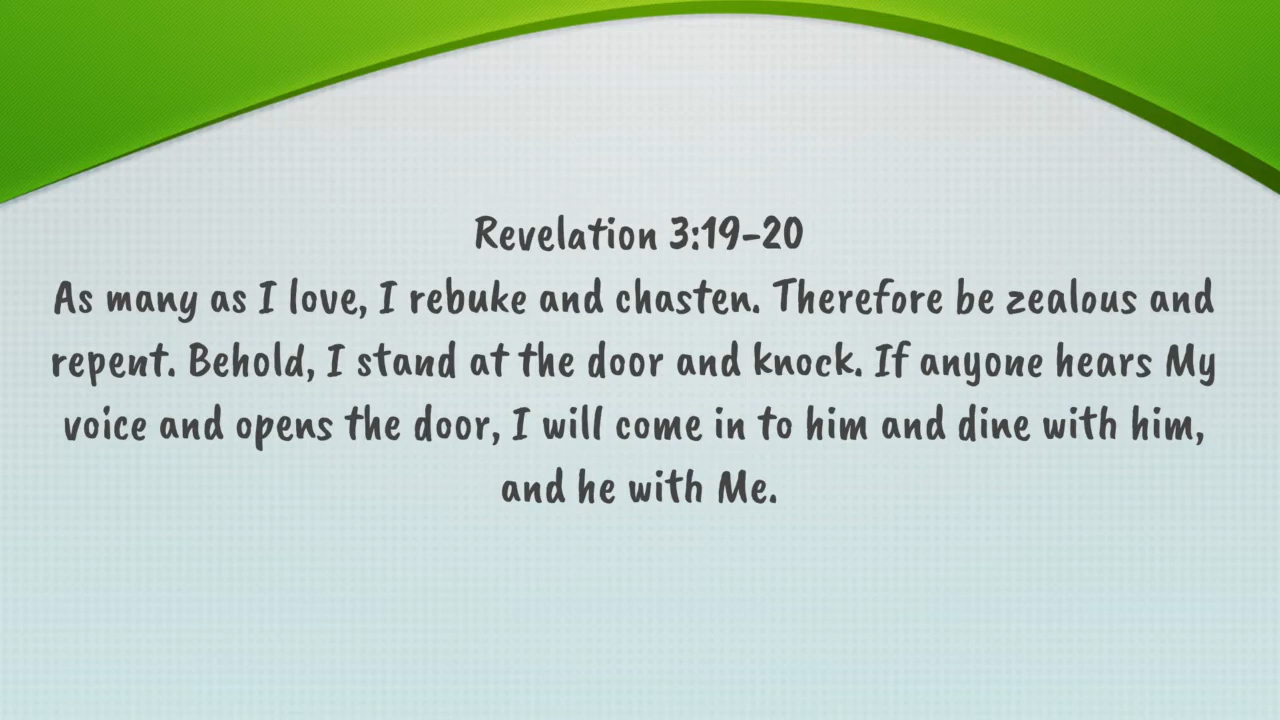 Revelation 3:19-20
As many as I love, I rebuke and chasten. Therefore be zealous and
repent. Behold, I stand at the door and knock. If anyone hears My
voice and opens the door, I will come in to him and dine with him,
and he with Me.